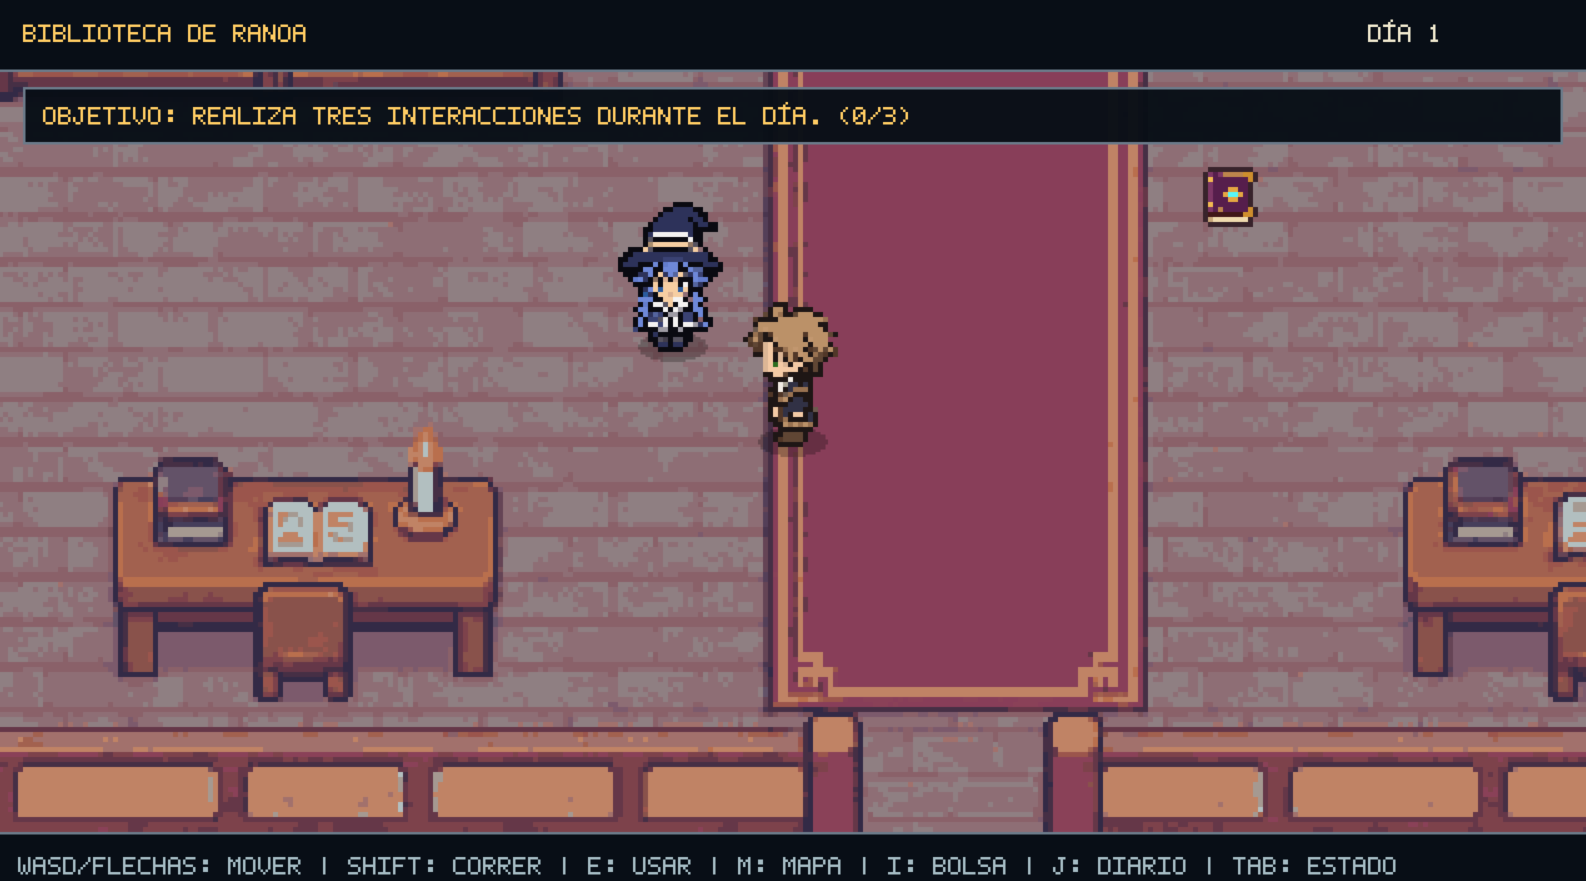 BIBLIOTECA DE RANOA
DÍA 1
OBJETIVO: REALIZA TRES INTERACCIONES DURANTE EL DÍA. (0/3)
WASD/FLECHAS: MOVER | SHIFT: CORRER | E: USAR | M: MAPA | I: BOLSA | J: DIARIO | TAB: ESTADO